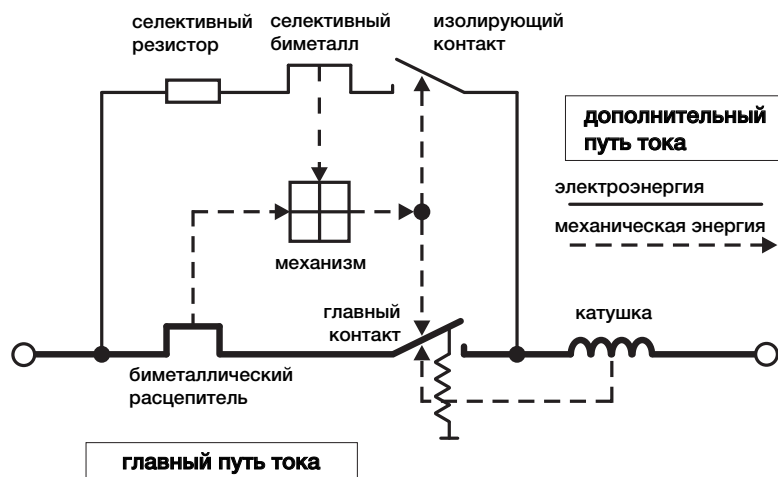 селективный
резистор
селективный
биметалл
изолирующий
контакт
дополнительный
путь тока
электроэнергия
механическая энергия
механизм
главный
контакт
катушка
биметаллический
расцепитель
главный путь тока